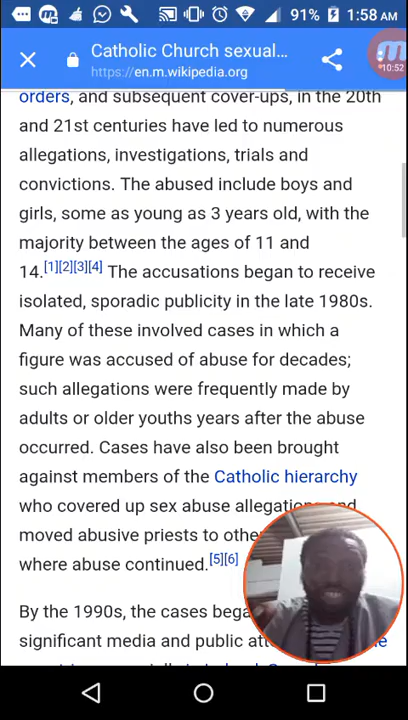 91% 1:58 AM
Catholic Church sexual...
https://en.m.wikipedia.org
10:52
orders, and subsequent cover-ups, in the 20th
and 21st centuries have led to numerous
allegations, investigations, trials and
convictions. The abused include boys and
girls, some as young as 3 years old, with the
majority between the ages of 11 and
14.[1][2][3][4] The accusations began to receive
isolated, sporadic publicity in the late 1980s.
Many of these involved cases in which a
figure was accused of abuse for decades;
such allegations were frequently made by
adults or older youths years after the abuse
occurred. Cases have also been brought
against members of the Catholic hierarchy
who covered up sex abuse allegations and
moved abusive priests to othe
where abuse continued.[5][6]
By the 1990s, the cases bega
significant media and public att